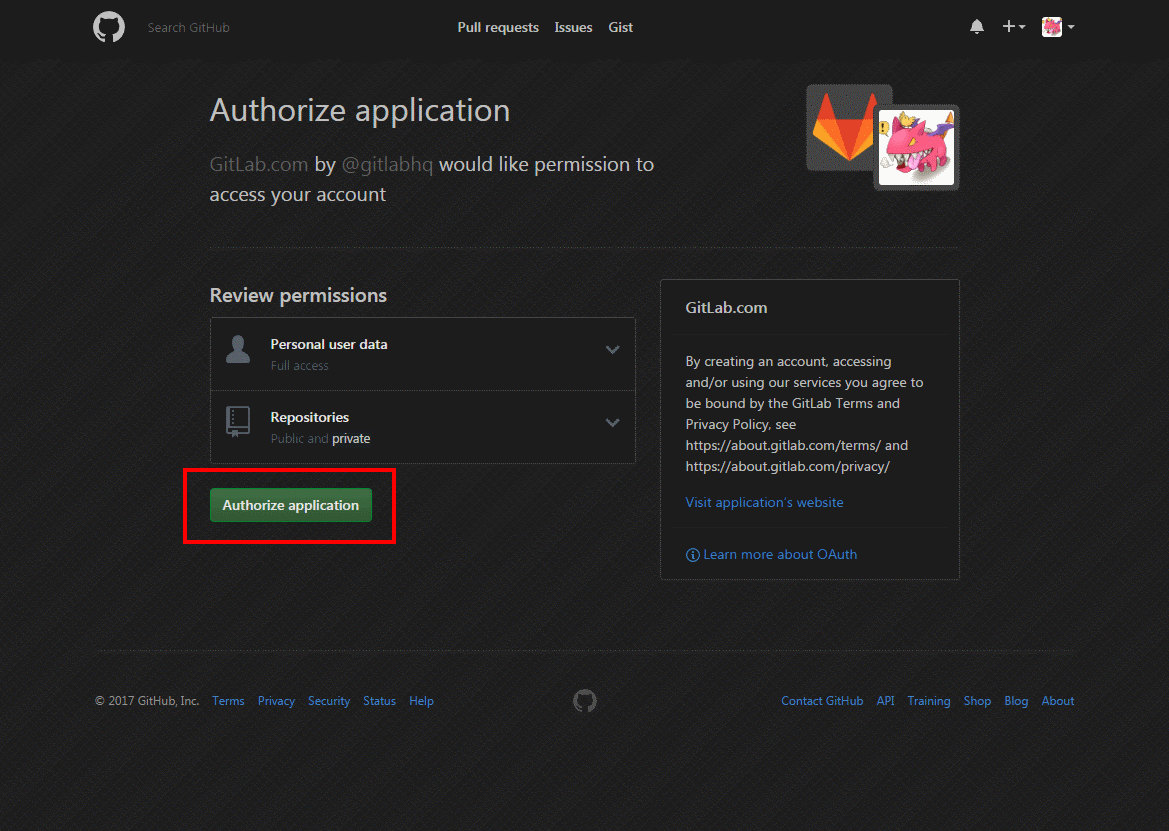 Search GitHub
Pull requests
Issues
Gist
Authorize application
GitLab.com by @gitlabhq would like permission to
access your account
Review permissions
Personal user data
Full access
Repositories
Public and private
Authorize application
GitLab.com
By creating an account, accessing
and/or using our services you agree to
be bound by the GitLab Terms and
Privacy Policy, see
https://about.gitlab.com/terms/ and
https://about.gitlab.com/privacy/
Visit application's website
Learn more about OAuth
© 2017 GitHub, Inc.
Terms
Privacy
Security
Status
Help
Contact GitHub
API
Training
Shop
Blog
About